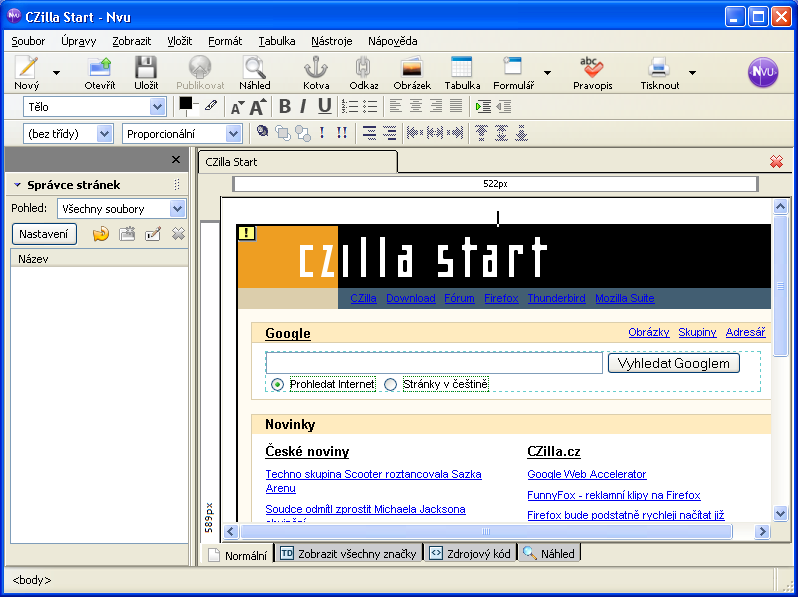 CZilla Start - Nvu
Soubor Úpravy Zobrazit Vložit Formát Tabulka Nástroje Nápověda
Nový Otevřít Uložit Publikovat Náhled Kotva Odkaz Obrázek Tabulka Formulář Pravopis Tisknout
Tělo
(bez třídy) Proporcionální
CZilla Start
Správce stránek
522px
Pohled: Všechny soubory
Nastavení
Název
czilla start
CZilla Download Fórum Firefox Thunderbird Mozilla Suite
Google Obrázky Skupiny Adresář
Vyhledat Googlem
Prohledat Internet Stránky v češtině
Novinky
České noviny CZilla.cz
Techno skupina Scooter roztancovala Sazka Google Web Accelerator
Arenu FunnyFox - reklamní klipy na Firefox
Soudce odmítl zprostit Michaela Jacksona Firefox bude podstatně rychleji načítat již
589px
Normální Zobrazit všechny značky Zdrojový kód Náhled
<body>